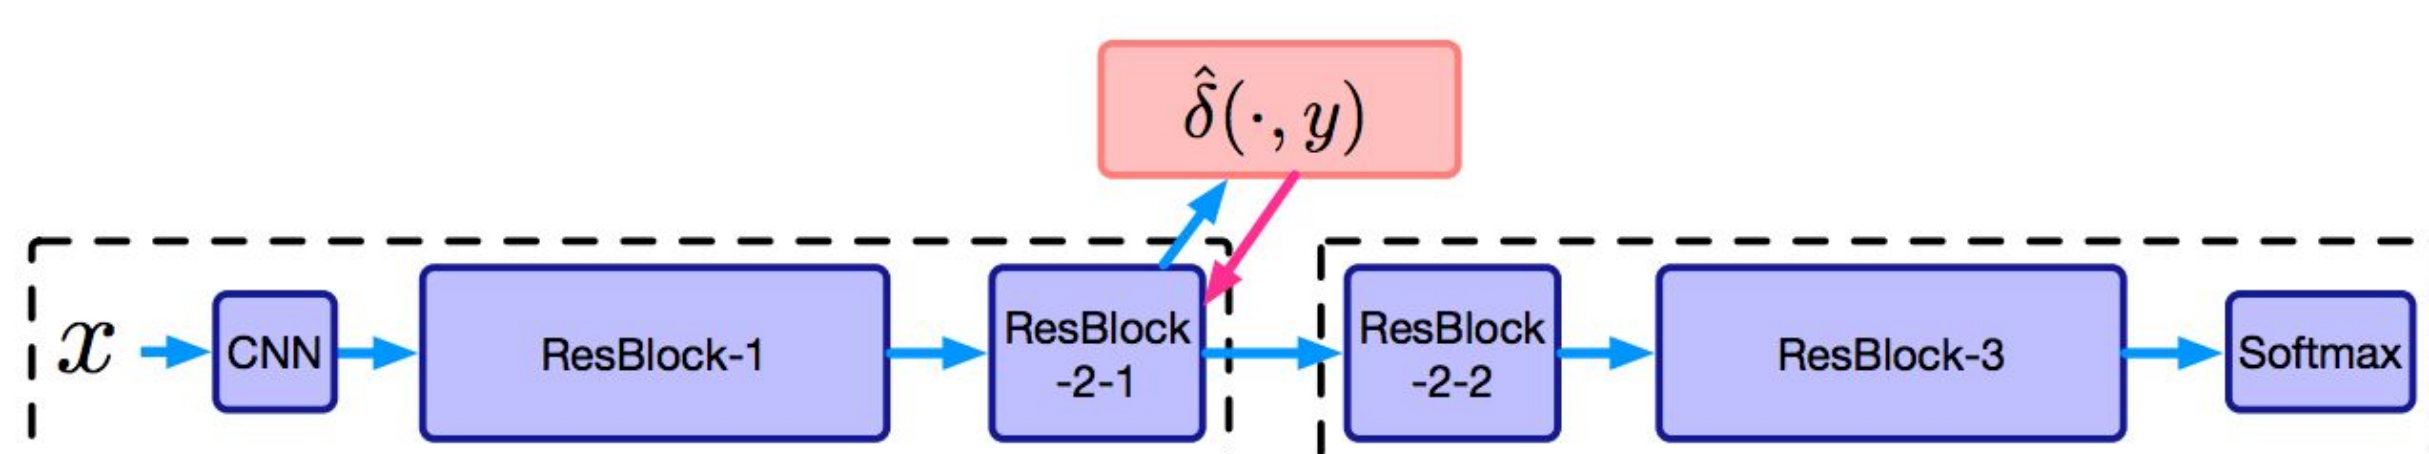 δ̂(·, y)
x
CNN
ResBlock-1
ResBlock
-2-1
ResBlock
-2-2
ResBlock-3
Softmax